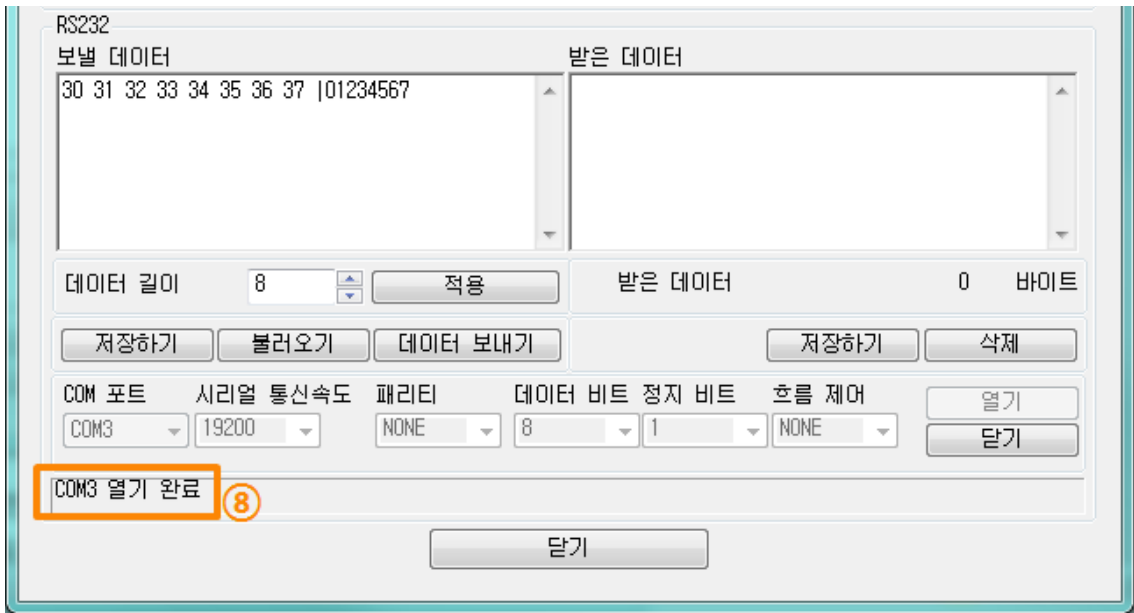 RS232
보낼 데이터 받은 데이터
30 31 32 33 34 35 36 37 |01234567
데이터 길이 8 적용 받은 데이터 0 바이트
저장하기 불러오기 데이터 보내기 저장하기 삭제
COM 포트 시리얼 통신속도 패리티 데이터 비트 정지 비트 흐름 제어 열기
COM3 19200 NONE 8 1 NONE 닫기
COM3 열기 완료 ⑧
닫기